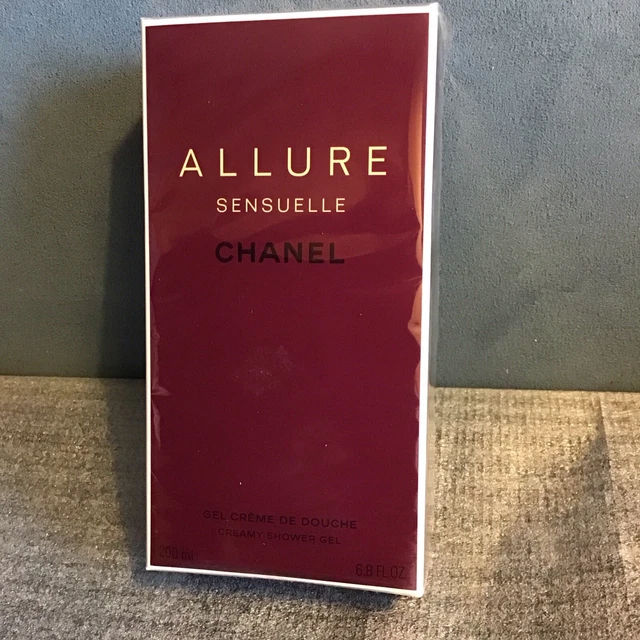 ALLURE
SENSUELLE
CHANEL
GEL CRÈME DE DOUCHE
CREAMY SHOWER GEL
200 ml
6.8 FL.OZ.